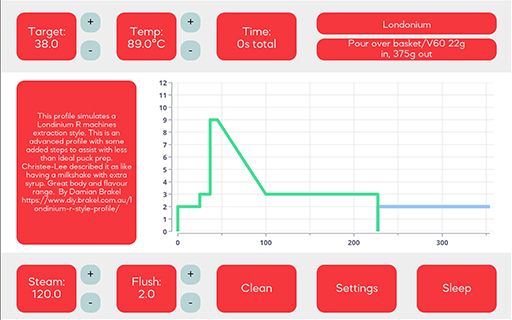 Target:
38.0
+
-
Temp:
89.0°C
+
-
Time:
0s total
Londonium
Pour over basket/V60 22g
in, 375g out
This profile simulates a
Londinium R machines
extraction style. This is an
advanced profile with some
added steps to assist with less
than ideal puck prep.
Christee-Lee described it as like
having a milkshake with extra
syrup. Great body and flavour
range.  By Damian Brakel
https://www.diy.brakel.com.au/l
ondinium-r-style-profile/
12
11
10
9
8
7
6
5
4
3
2
1
0
0
100
200
300
Steam:
120.0
+
-
Flush:
2.0
+
-
Clean
Settings
Sleep